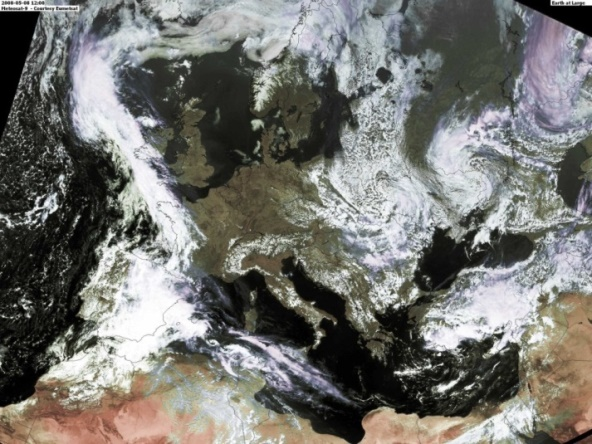 2008-05-08 12:00
Meteosat-9 - Courtesy Eumetsat
Earth at Large